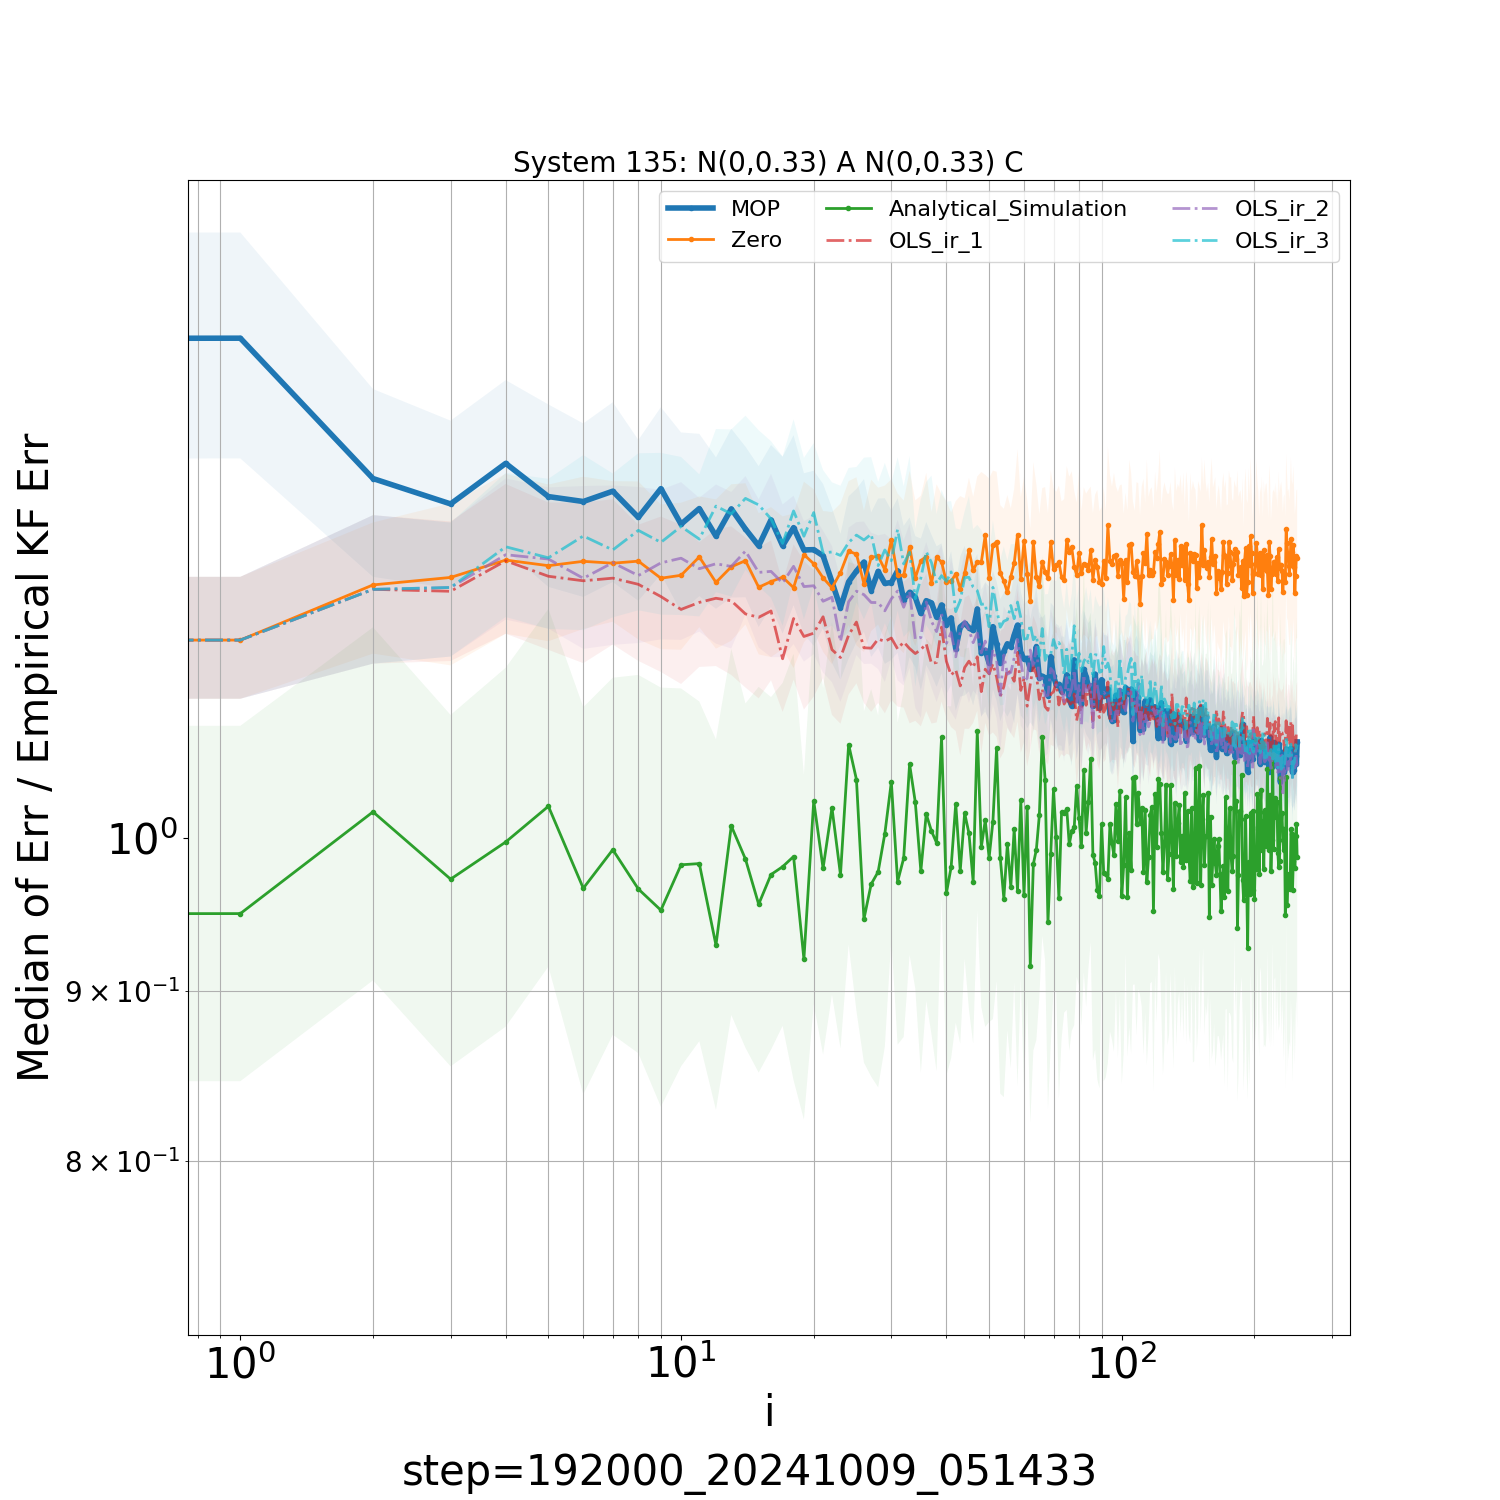 System 135: N(0,0.33) A N(0,0.33) C
MOP
Zero
Analytical_Simulation
OLS_ir_1
OLS_ir_2
OLS_ir_3
Median of Err / Empirical KF Err
10⁰
9 × 10⁻¹
8 × 10⁻¹
10⁰ 10¹ 10²
i
step=192000_20241009_051433